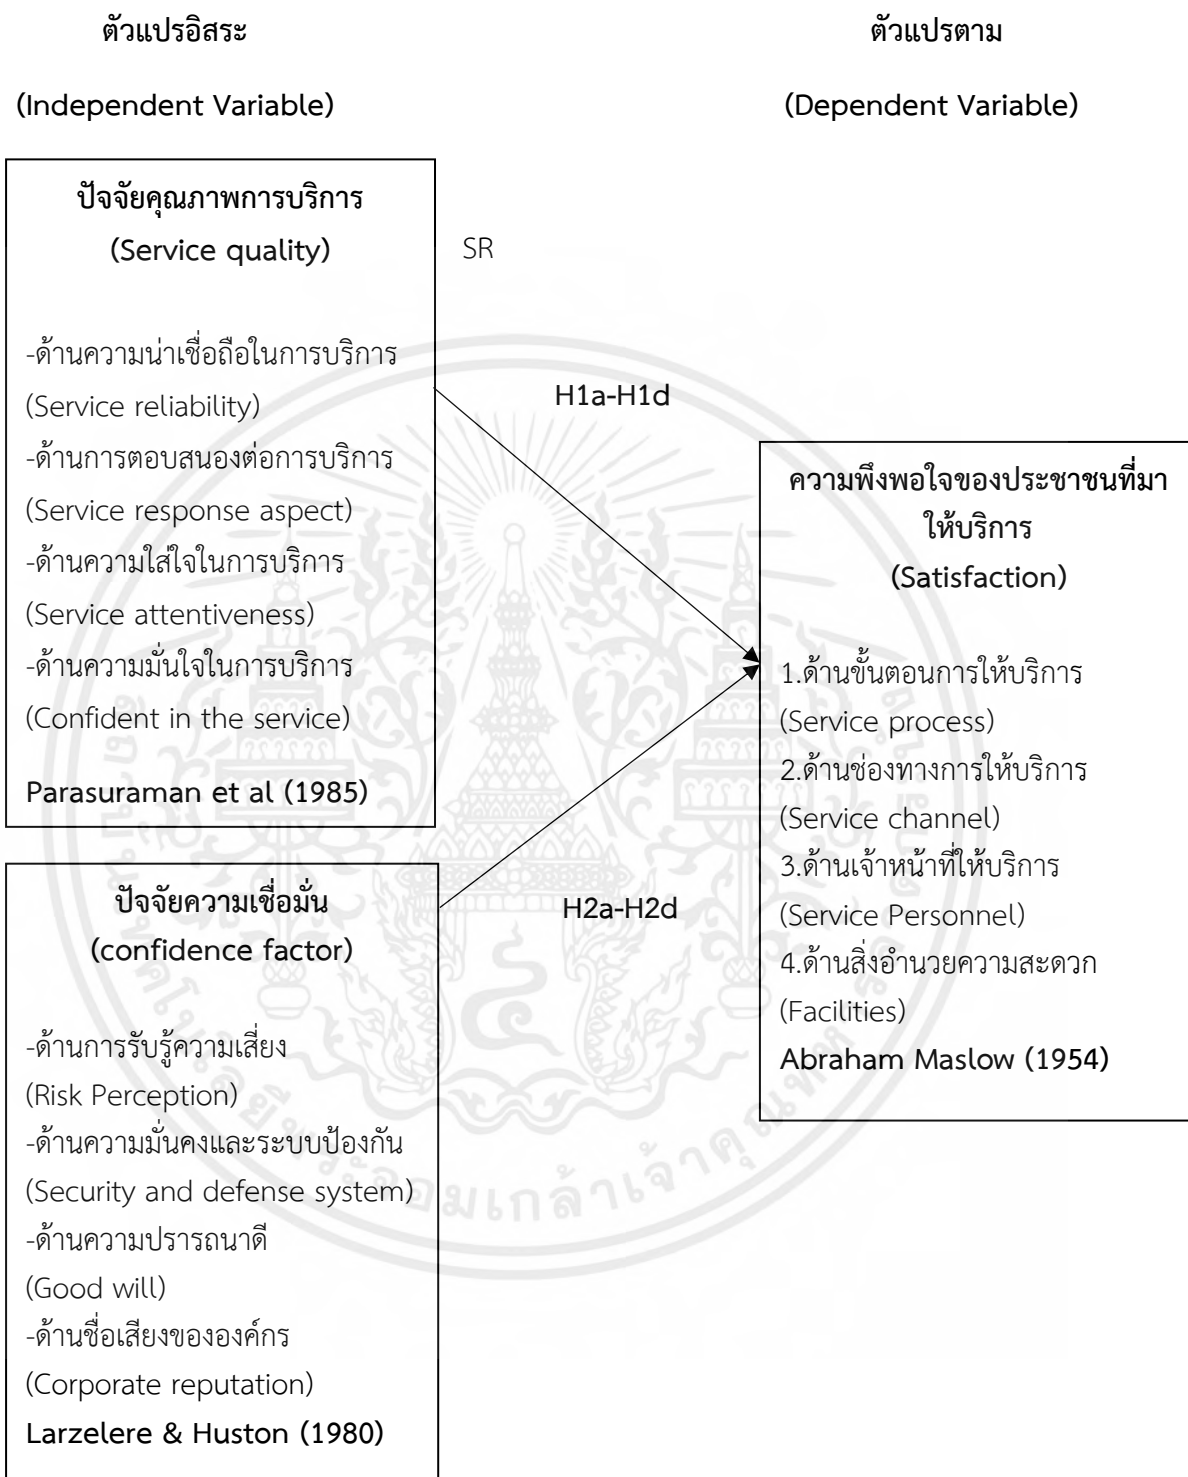 ตัวแปรอิสระ
(Independent Variable)
ตัวแปรตาม
(Dependent Variable)
ปัจจัยคุณภาพการบริการ
(Service quality)
-ด้านความน่าเชื่อถือในการบริการ
(Service reliability)
-ด้านการตอบสนองต่อการบริการ
(Service response aspect)
-ด้านความใส่ใจในการบริการ
(Service attentiveness)
-ด้านความมั่นใจในการบริการ
(Confident in the service)
Parasuraman et al (1985)
SR
H1a-H1d
ปัจจัยความเชื่อมั่น
(confidence factor)
-ด้านการรับรู้ความเสี่ยง
(Risk Perception)
-ด้านความมั่นคงและระบบป้องกัน
(Security and defense system)
-ด้านความปรารถนาดี
(Good will)
-ด้านชื่อเสียงขององค์กร
(Corporate reputation)
Larzelere & Huston (1980)
H2a-H2d
ความพึงพอใจของประชาชนที่มา
ให้บริการ
(Satisfaction)
1.ด้านขั้นตอนการให้บริการ
(Service process)
2.ด้านช่องทางการให้บริการ
(Service channel)
3.ด้านเจ้าหน้าที่ให้บริการ
(Service Personnel)
4.ด้านสิ่งอำนวยความสะดวก
(Facilities)
Abraham Maslow (1954)